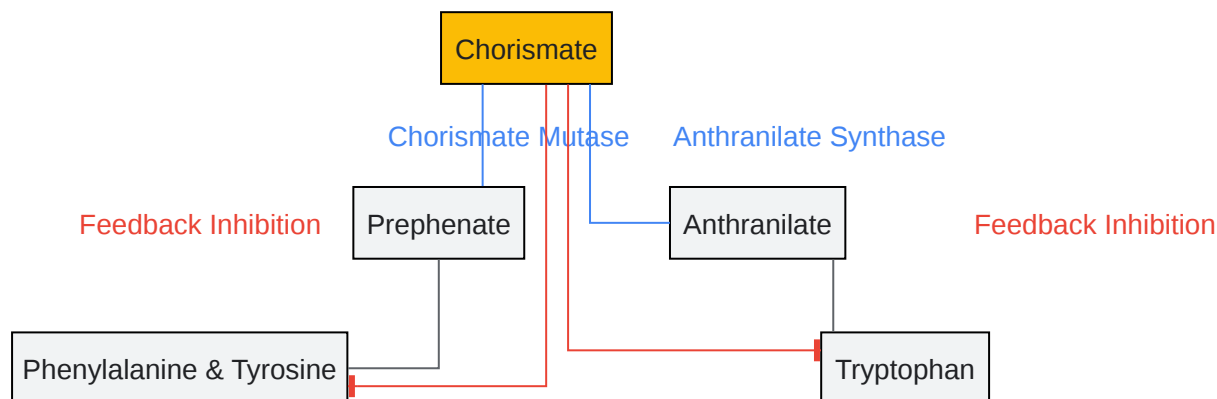 Chorismate
Chorismate Mutase
Anthranilate Synthase
Feedback Inhibition
Prephenate
Anthranilate
Feedback Inhibition
Phenylalanine & Tyrosine
Tryptophan